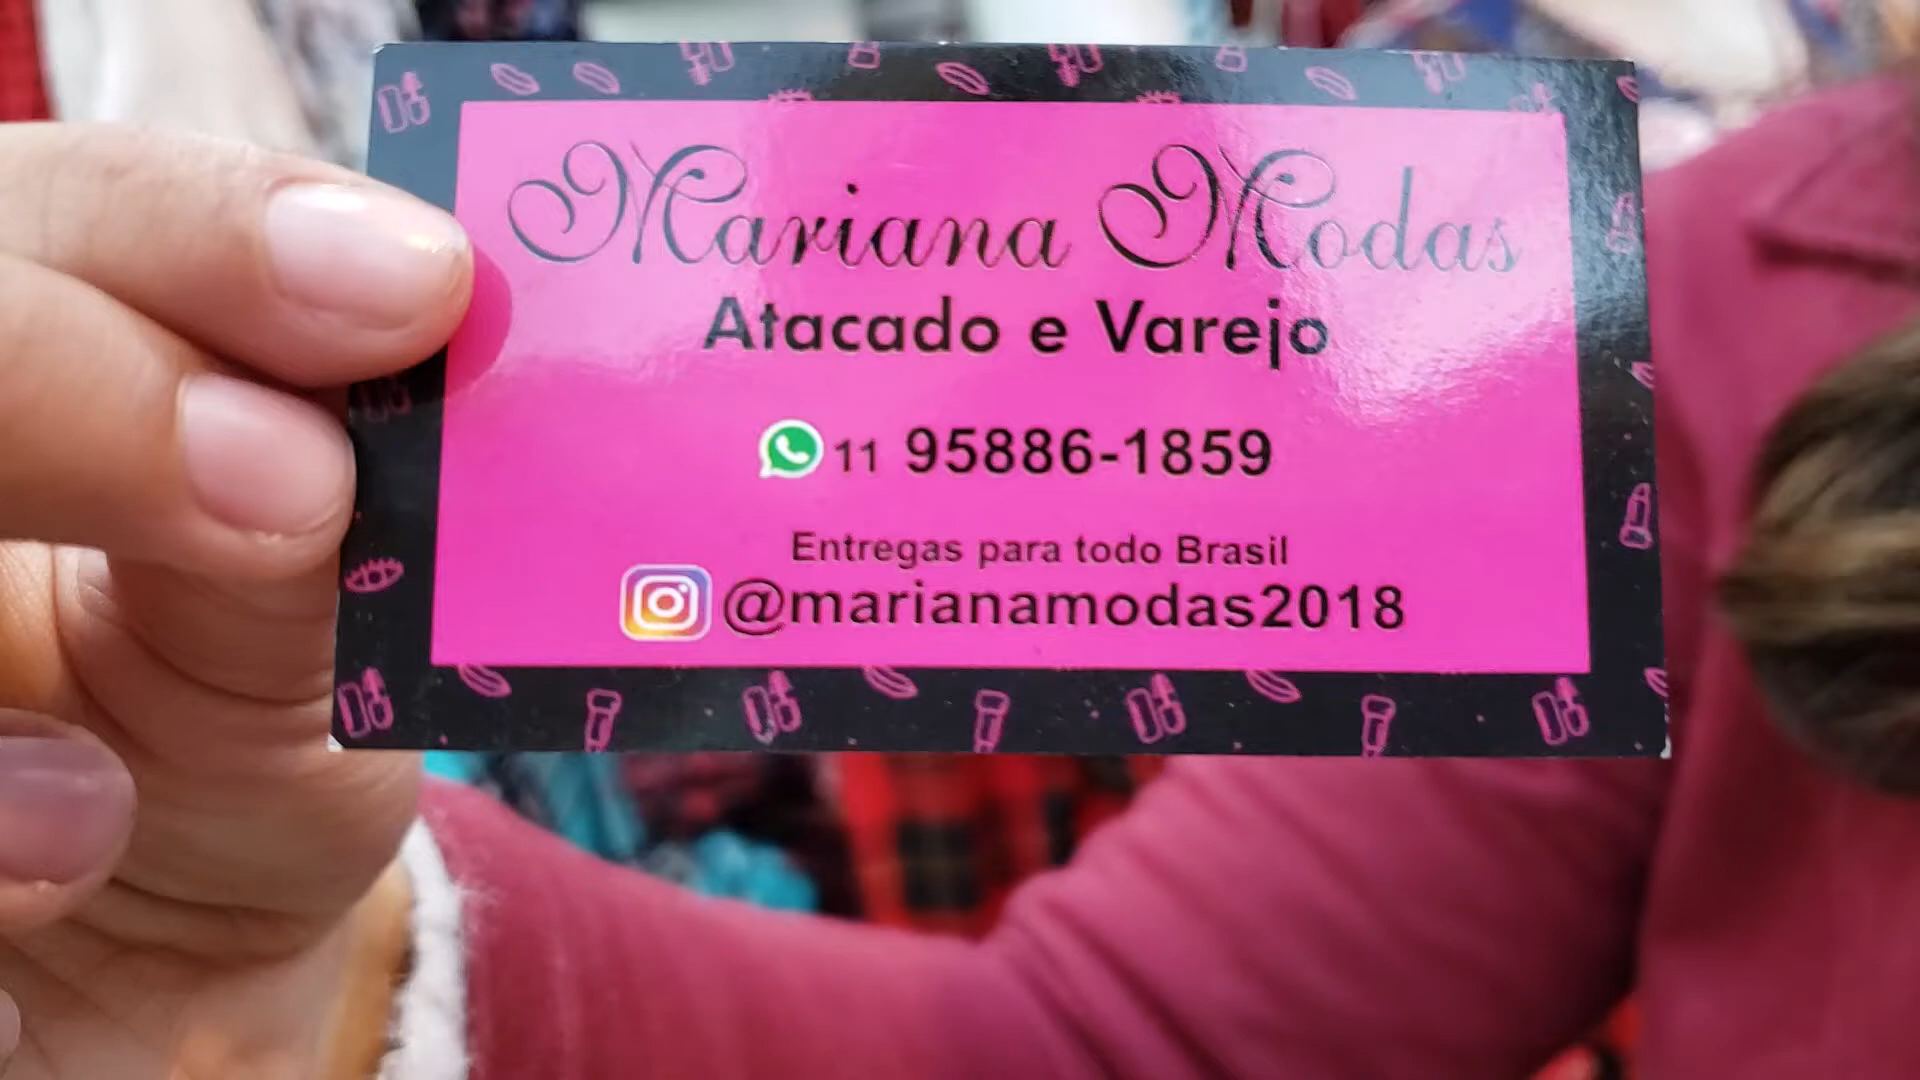 Mariana Modas
Atacado e Varejo
11 95886-1859
Entregas para todo Brasil
@marianamodas2018